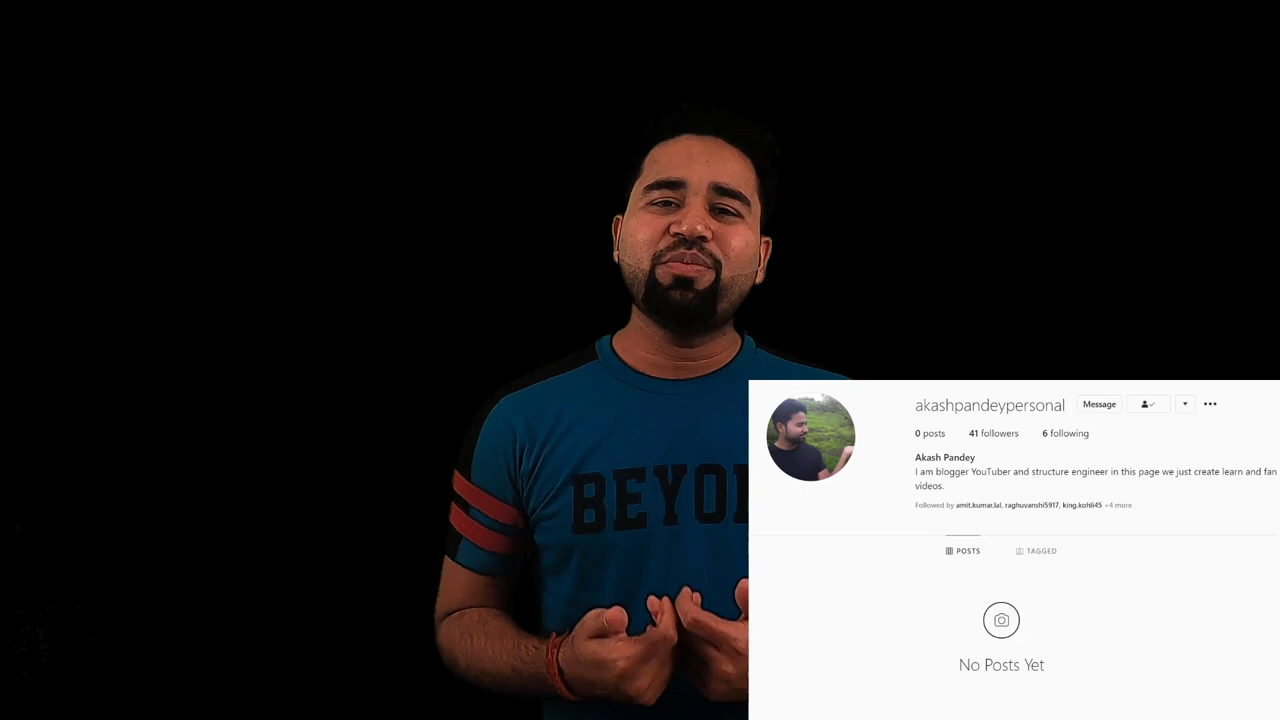 BEYO
akashpandeypersonal Message
0 posts 41 followers 6 following
Akash Pandey
I am blogger YouTuber and structure engineer in this page we just create learn and fan
videos.
Followed by amit.kumar.lal, raghuvanshi5917, king.kohli45 +4 more
POSTS TAGGED
No Posts Yet